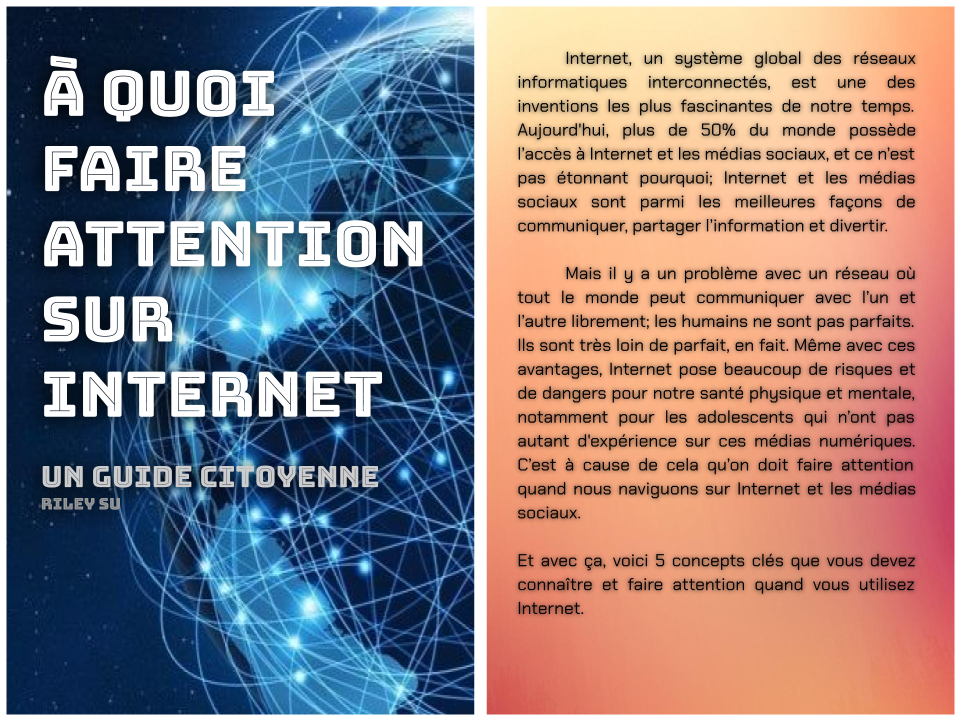 À QUOI
FAIRE
ATTENTION
SUR
INTERNET
UN GUIDE CITOYENNE
RILEY SU
Internet, un système global des réseaux
informatiques interconnectés, est une des
inventions les plus fascinantes de notre temps.
Aujourd'hui, plus de 50% du monde possède
l'accès à Internet et les médias sociaux, et ce n'est
pas étonnant pourquoi; Internet et les médias
sociaux sont parmi les meilleures façons de
communiquer, partager l'information et divertir.
Mais il y a un problème avec un réseau où
tout le monde peut communiquer avec l'un et
l'autre librement; les humains ne sont pas parfaits.
Ils sont très loin de parfait, en fait. Même avec ces
avantages, Internet pose beaucoup de risques et
de dangers pour notre santé physique et mentale,
notamment pour les adolescents qui n'ont pas
autant d'expérience sur ces médias numériques.
C'est à cause de cela qu'on doit faire attention
quand nous naviguons sur Internet et les médias
sociaux.
Et avec ça, voici 5 concepts clés que vous devez
connaître et faire attention quand vous utilisez
Internet.